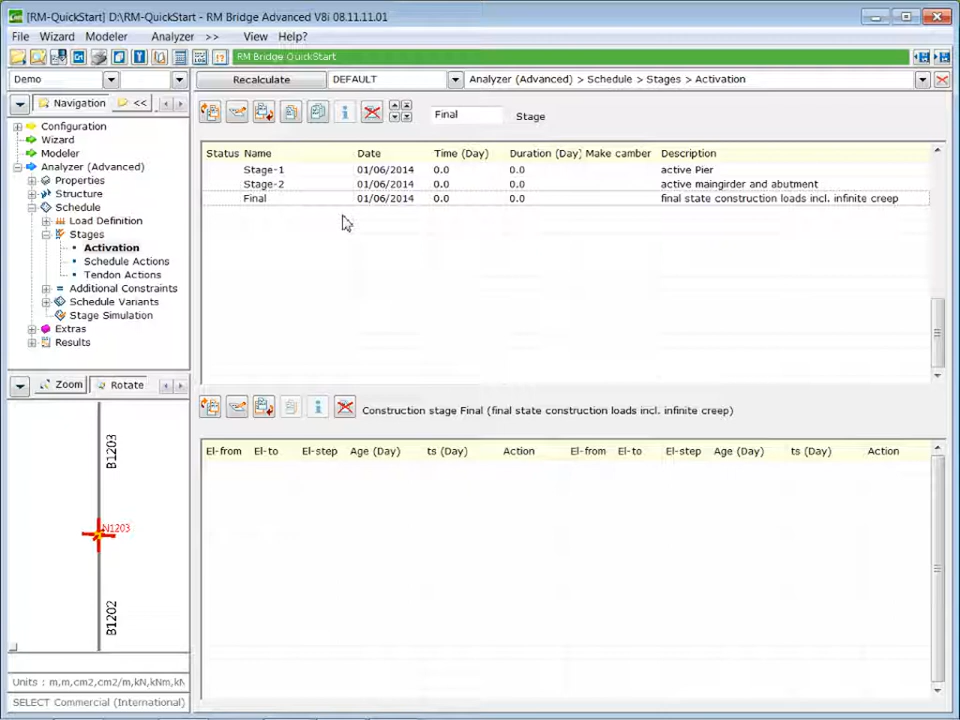 [RM-QuickStart] D:\RM-QuickStart - RM Bridge Advanced V8i 08.11.11.01
File Wizard Modeler Analyzer >> View Help?
RM Bridge QuickStart
Demo Recalculate DEFAULT Analyzer (Advanced) > Schedule > Stages > Activation
Navigation <<
Final Stage
Configuration
Wizard
Modeler
Analyzer (Advanced)
Properties
Structure
Schedule
Load Definition
Stages
Activation
Schedule Actions
Tendon Actions
Additional Constraints
Schedule Variants
Stage Simulation
Extras
Results
Status Name Date Time (Day) Duration (Day) Make camber Description
Stage-1 01/06/2014 0.0 0.0 active Pier
Stage-2 01/06/2014 0.0 0.0 active maingirder and abutment
Final 01/06/2014 0.0 0.0 final state construction loads incl. infinite creep
Zoom Rotate
Construction stage Final (final state construction loads incl. infinite creep)
El-from El-to El-step Age (Day) ts (Day) Action El-from El-to El-step Age (Day) ts (Day) Action
B1203
N1203
B1202
Units : m,m,cm2,cm2/m,kN,kNm,kN
SELECT Commercial (International)